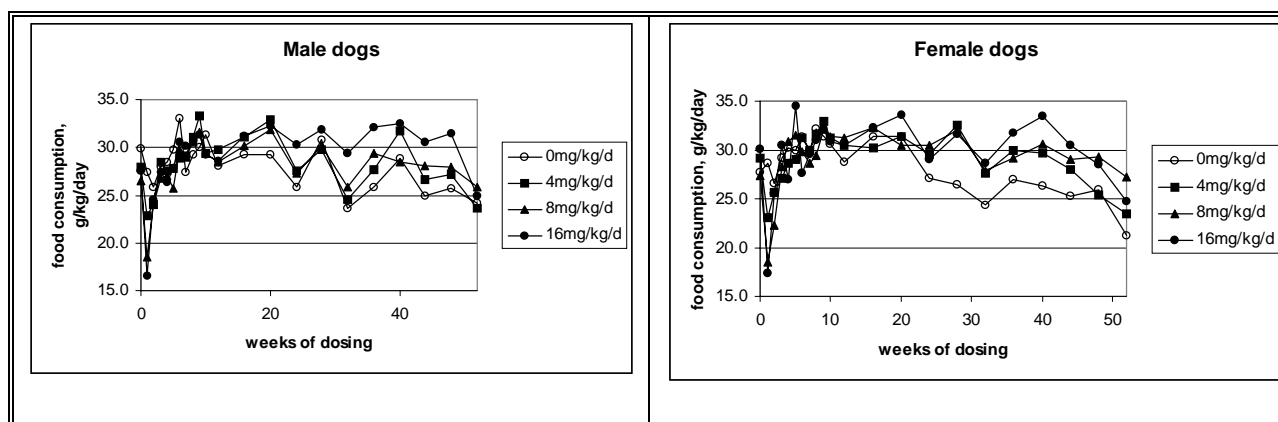 Male dogs
food consumption,
g/kg/day
35.0
30.0
25.0
20.0
15.0
0
20
40
weeks of dosing
0mg/kg/d
4mg/kg/d
8mg/kg/d
16mg/kg/d
Female dogs
food consumption, g/kg/day
35.0
30.0
25.0
20.0
15.0
0
10
20
30
40
50
weeks of dosing
0mg/kg/d
4mg/kg/d
8mg/kg/d
16mg/kg/d